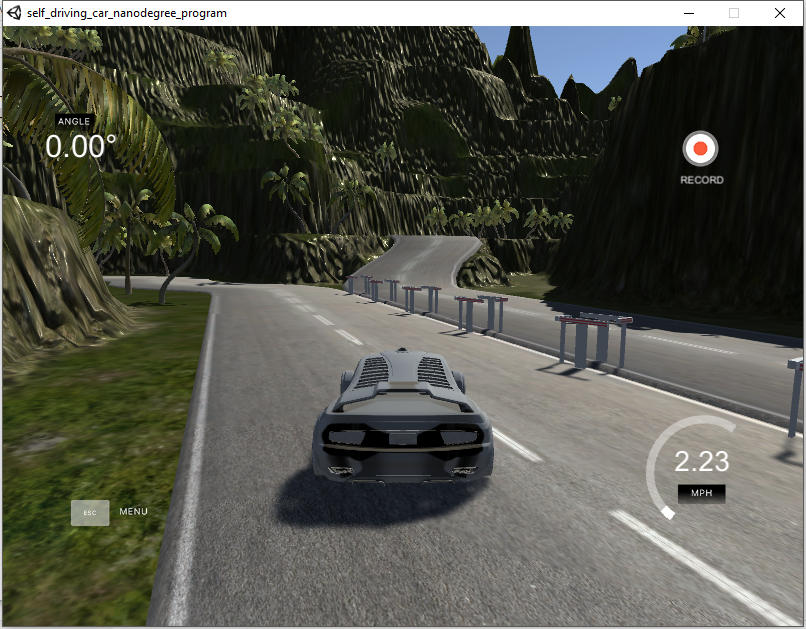 self_driving_car_nanodegree_program
ANGLE
0.00°
RECORD
2.23
MPH
ESC
MENU